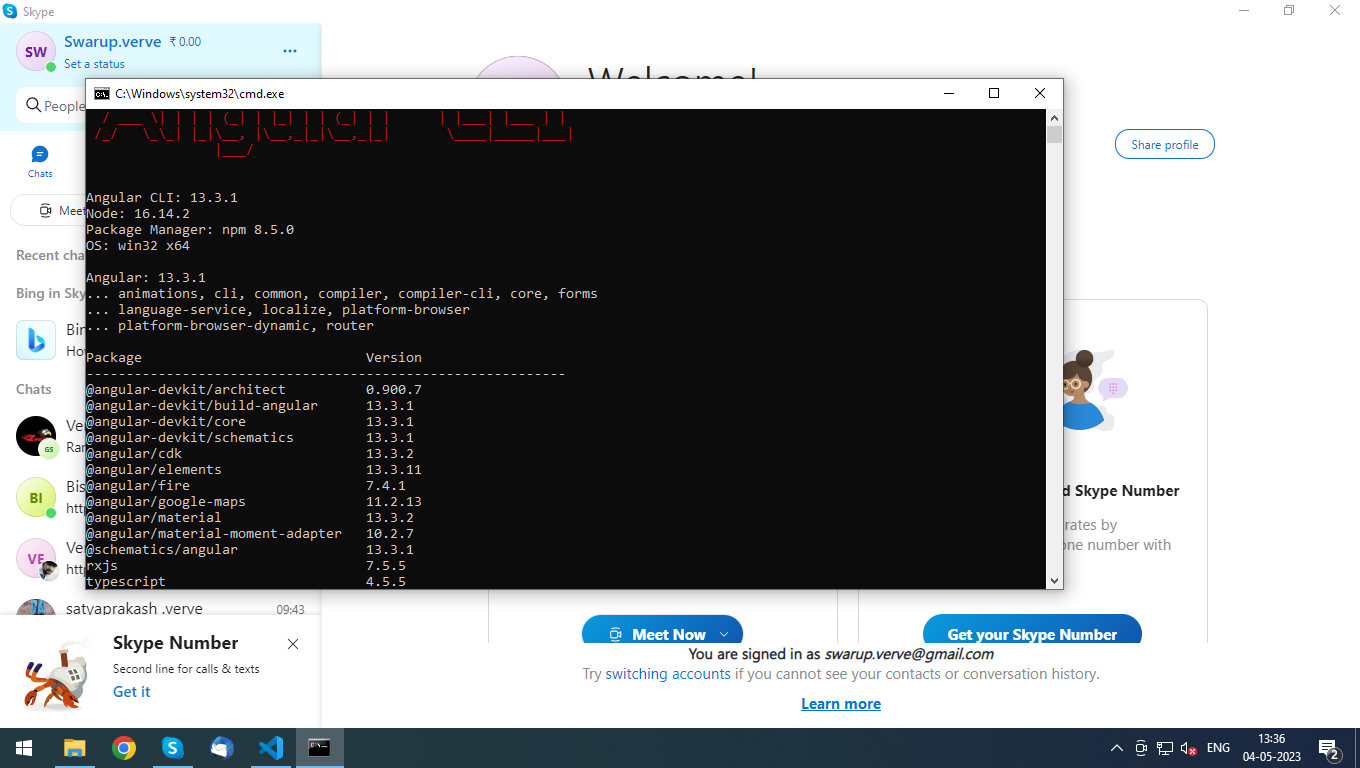 Skype
SW
Swarup.verve ₹ 0.00
Set a status
People
Chats
Meet
Recent cha
Bing in Sky
Bin
Ho
Chats
Ve
Ran
GS
BI
Bis
htt
VE
Ve
htt
satyaprakash .verve 09:43
Skype Number
Second line for calls & texts
Get it
Welcome!
Share profile
C:\Windows\system32\cmd.exe
Angular CLI: 13.3.1
Node: 16.14.2
Package Manager: npm 8.5.0
OS: win32 x64
Angular: 13.3.1
... animations, cli, common, compiler, compiler-cli, core, forms
... language-service, localize, platform-browser
... platform-browser-dynamic, router
Package Version
------------------------------------------------------------
@angular-devkit/architect 0.900.7
@angular-devkit/build-angular 13.3.1
@angular-devkit/core 13.3.1
@angular-devkit/schematics 13.3.1
@angular/cdk 13.3.2
@angular/elements 13.3.11
@angular/fire 7.4.1
@angular/google-maps 11.2.13
@angular/material 13.3.2
@angular/material-moment-adapter 10.2.7
@schematics/angular 13.3.1
rxjs 7.5.5
typescript 4.5.5
d Skype Number
rates by
one number with
Meet Now
Get your Skype Number
You are signed in as swarup.verve@gmail.com
Try switching accounts if you cannot see your contacts or conversation history.
Learn more
ENG
13:36
04-05-2023
2